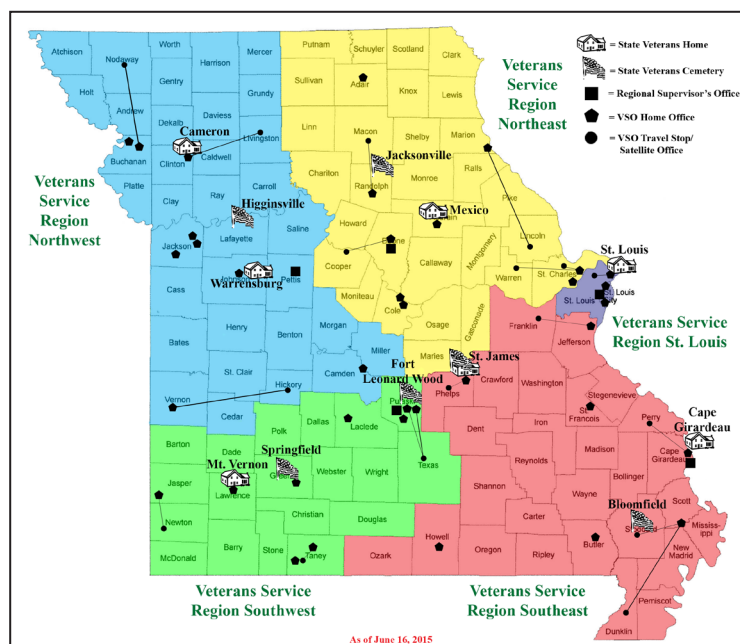 Veterans
Service
Region
Northeast
= State Veterans Home
= State Veterans Cemetery
= Regional Supervisor's Office
= VSO Home Office
= VSO Travel Stop/
Satellite Office
Atchison
Nodaway
Worth
Harrison
Mercer
Putnam
Schuyler
Scotland
Clark
Holt
Gentry
Grundy
Sullivan
Adair
Knox
Lewis
Andrew
Dekalb
Daviess
Livingston
Linn
Macon
Shelby
Marion
Cameron
Buchanan
Clinton
Caldwell
Jacksonville
Platte
Clay
Ray
Carroll
Chariton
Randolph
Monroe
Ralls
Pike
Veterans
Service
Region
Northwest
Higginsville
Mexico
Jackson
Lafayette
Saline
Howard
Lincoln
Montgomery
St. Louis
Warrensburg
Johnson
Pettis
Cooper
Callaway
Warren
St. Charles
Cass
Moniteau
Cole
St. Louis
Osage
Gasconade
Franklin
Jefferson
Veterans Service
Region St. Louis
Bates
Henry
Benton
Morgan
Miller
Camden
Maries
St. Clair
Hickory
Fort
Leonard Wood
St. James
Phelps
Crawford
Washington
Stegenevieve
St.
Francois
Perry
Vernon
Cedar
Polk
Dallas
Laclede
Texas
Dent
Iron
Cape
Girardeau
Barton
Dade
Springfield
Mt. Vernon
Webster
Wright
Reynolds
Madison
Bollinger
Cape
Girardeau
Jasper
Lawrence
Shannon
Wayne
Scott
Newton
Christian
Douglas
Carter
Bloomfield
Mississ-
ippi
McDonald
Barry
Stone
Taney
Ozark
Howell
Oregon
Ripley
Butler
New
Madrid
Pemiscot
Dunklin
Veterans Service
Region Southwest
Veterans Service
Region Southeast
As of June 16, 2015